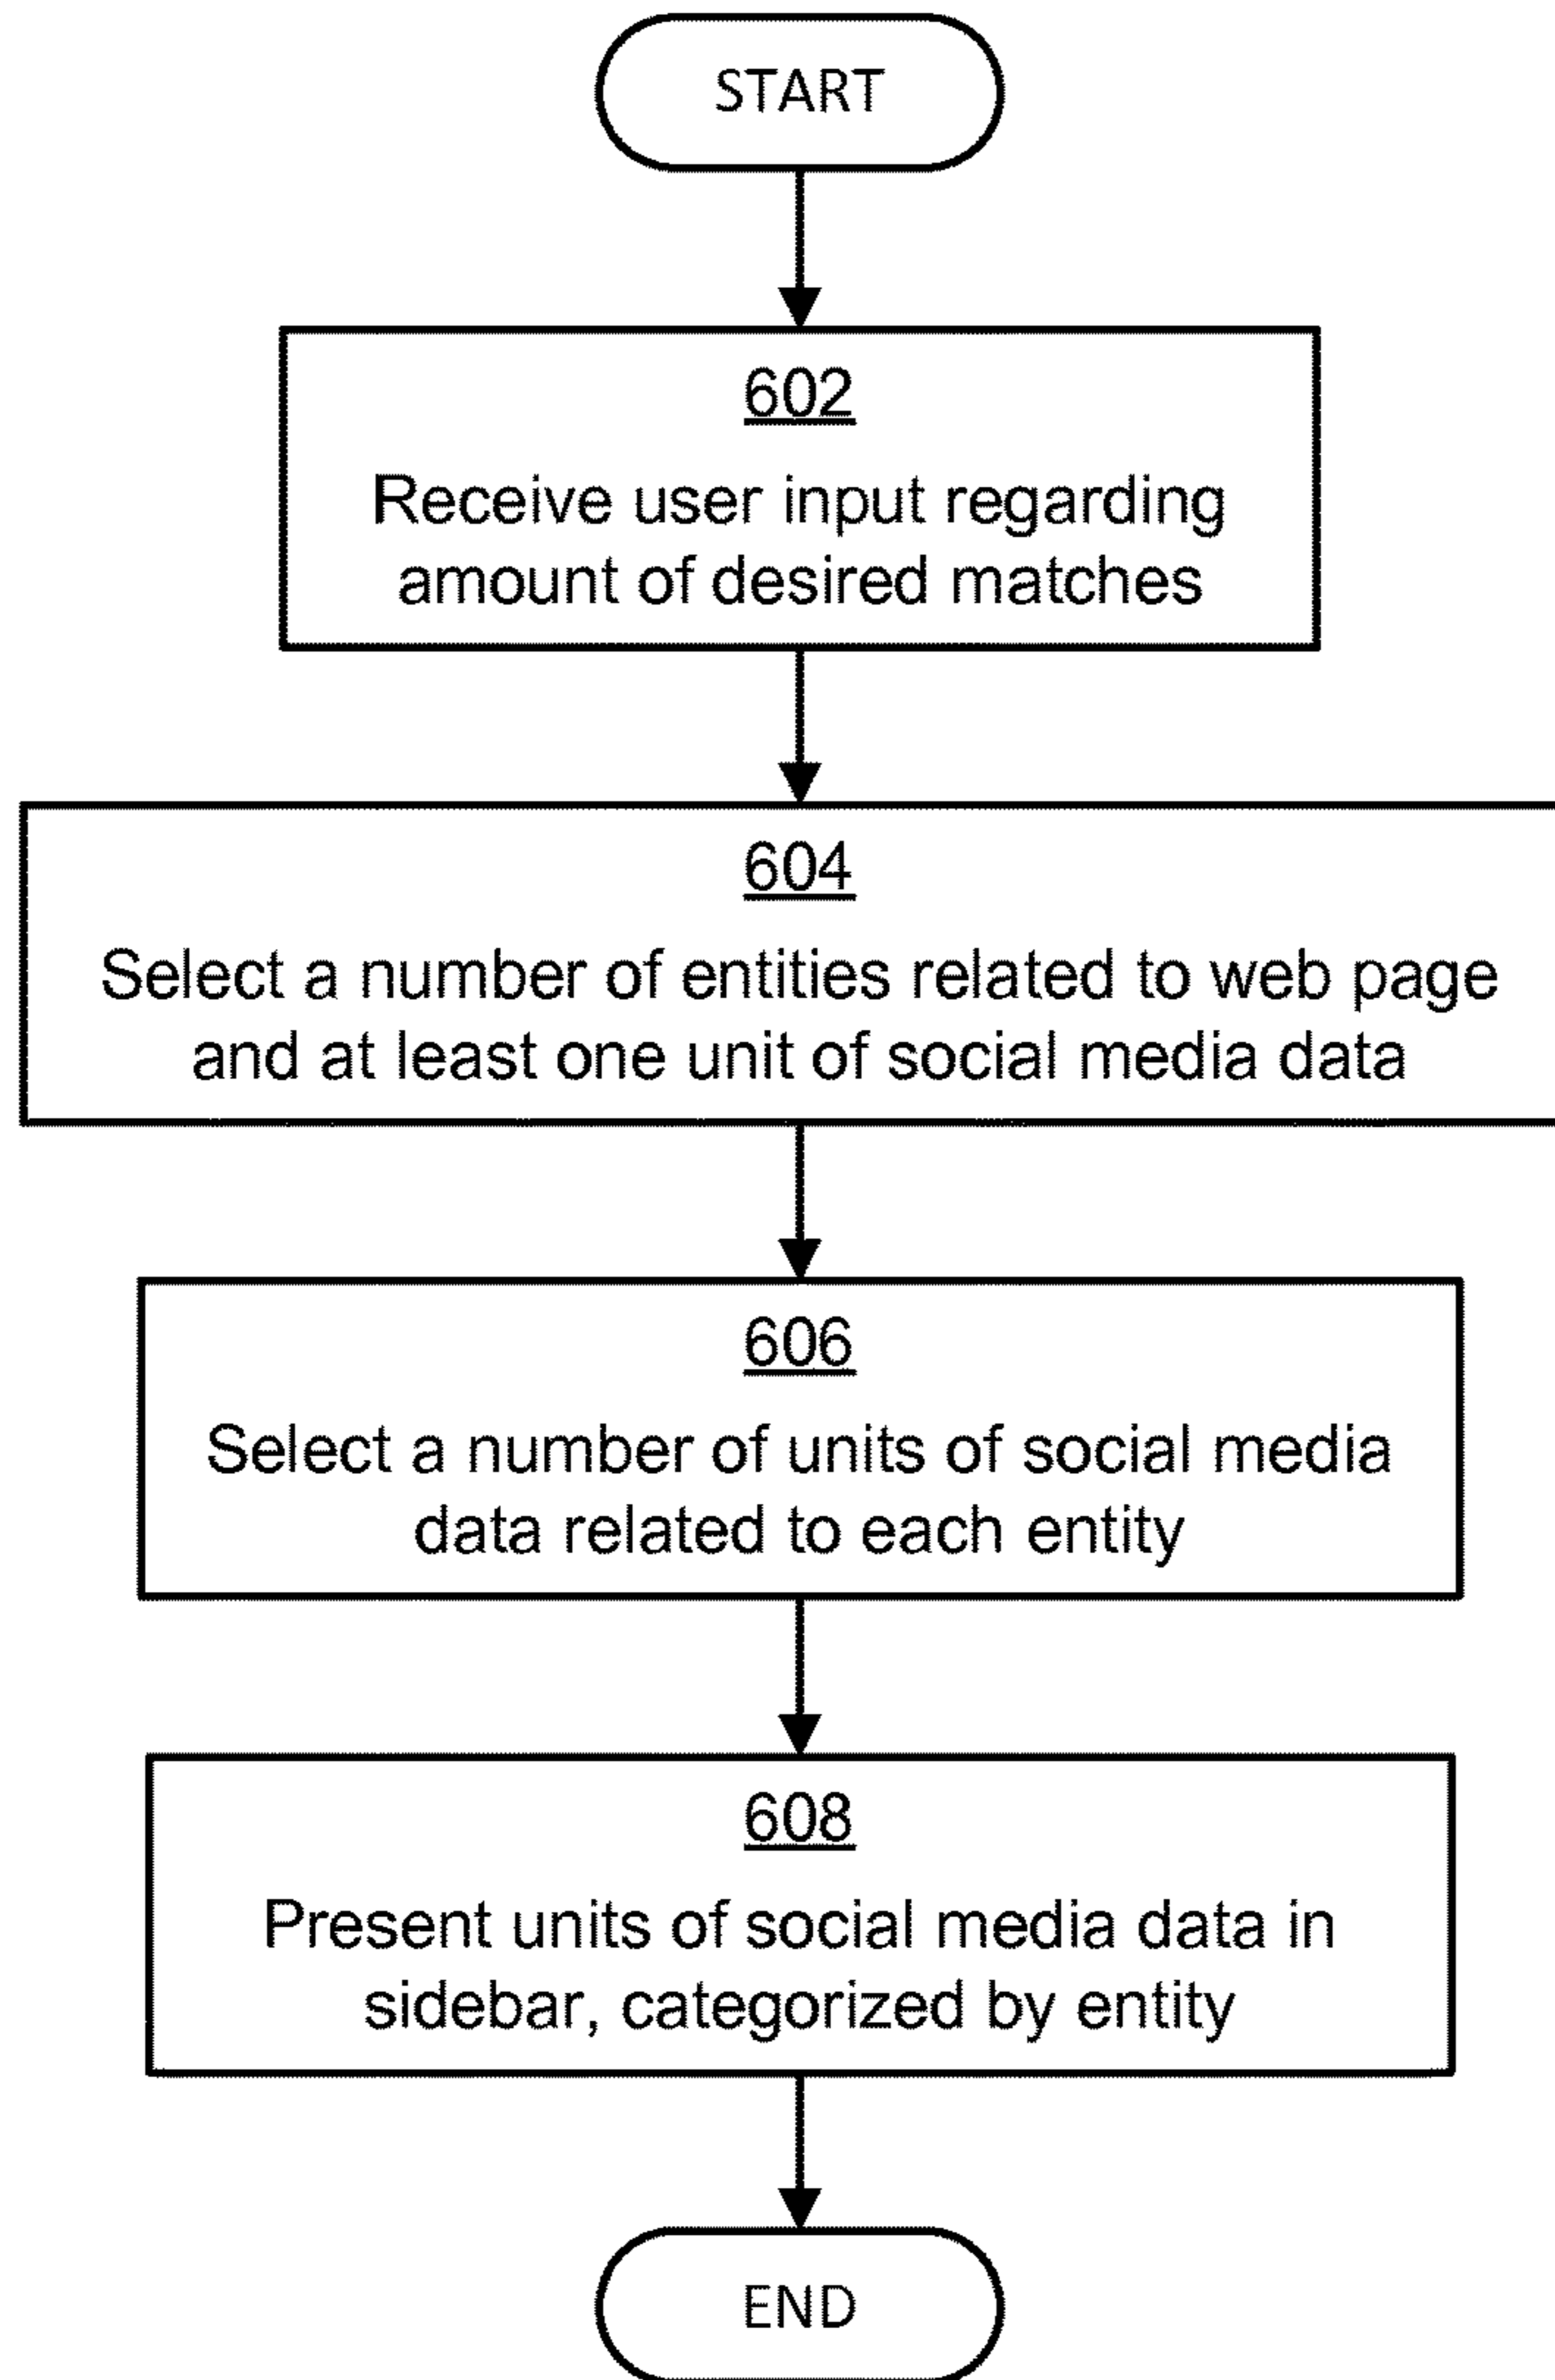 START
602
Receive user input regarding
amount of desired matches
604
Select a number of entities related to web page
and at least one unit of social media data
606
Select a number of units of social media
data related to each entity
608
Present units of social media data in
sidebar, categorized by entity
END